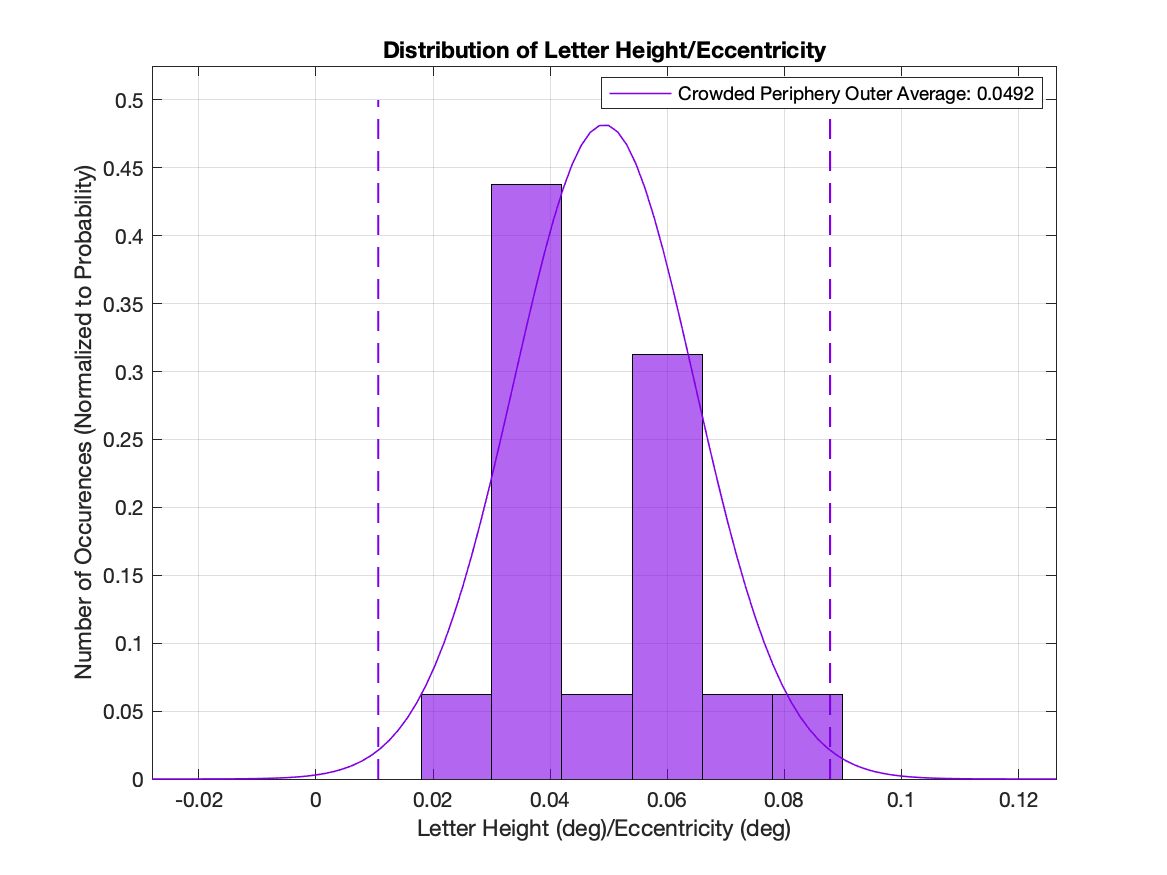 Distribution of Letter Height/Eccentricity
Crowded Periphery Outer Average: 0.0492
Number of Occurences (Normalized to Probability)
0.5
0.45
0.4
0.35
0.3
0.25
0.2
0.15
0.1
0.05
0
-0.02 0 0.02 0.04 0.06 0.08 0.1 0.12
Letter Height (deg)/Eccentricity (deg)